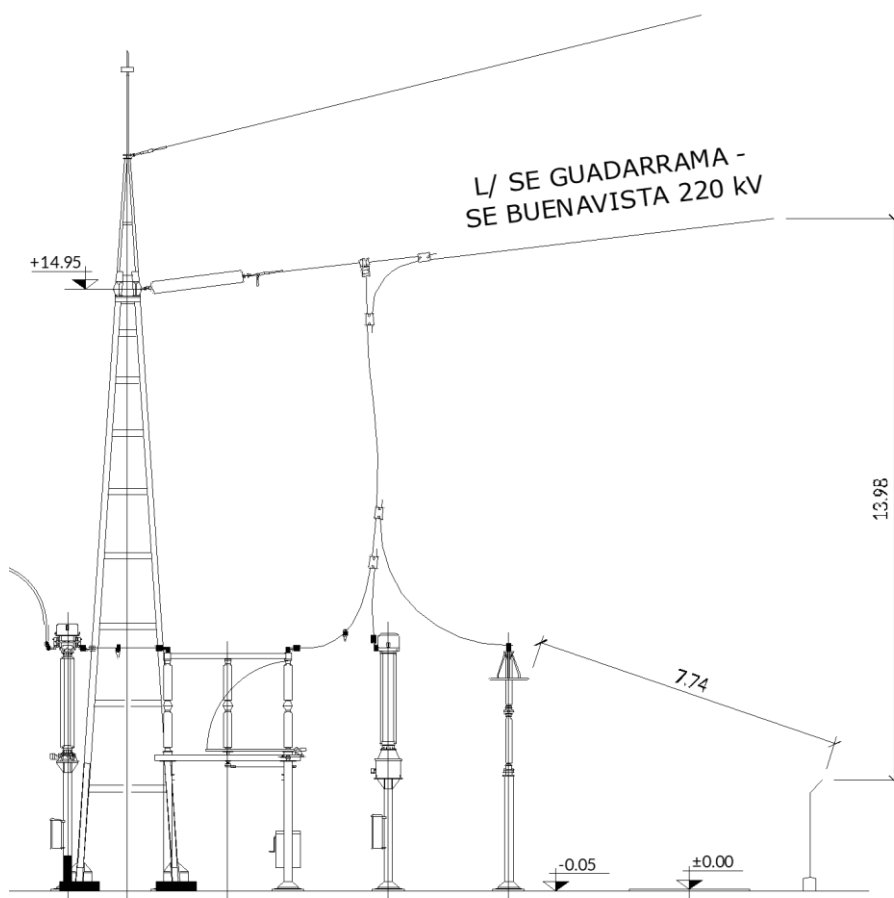 L/ SE GUADARRAMA -
SE BUENAVISTA 220 kV
+14.95
13.98
7.74
-0.05
±0.00